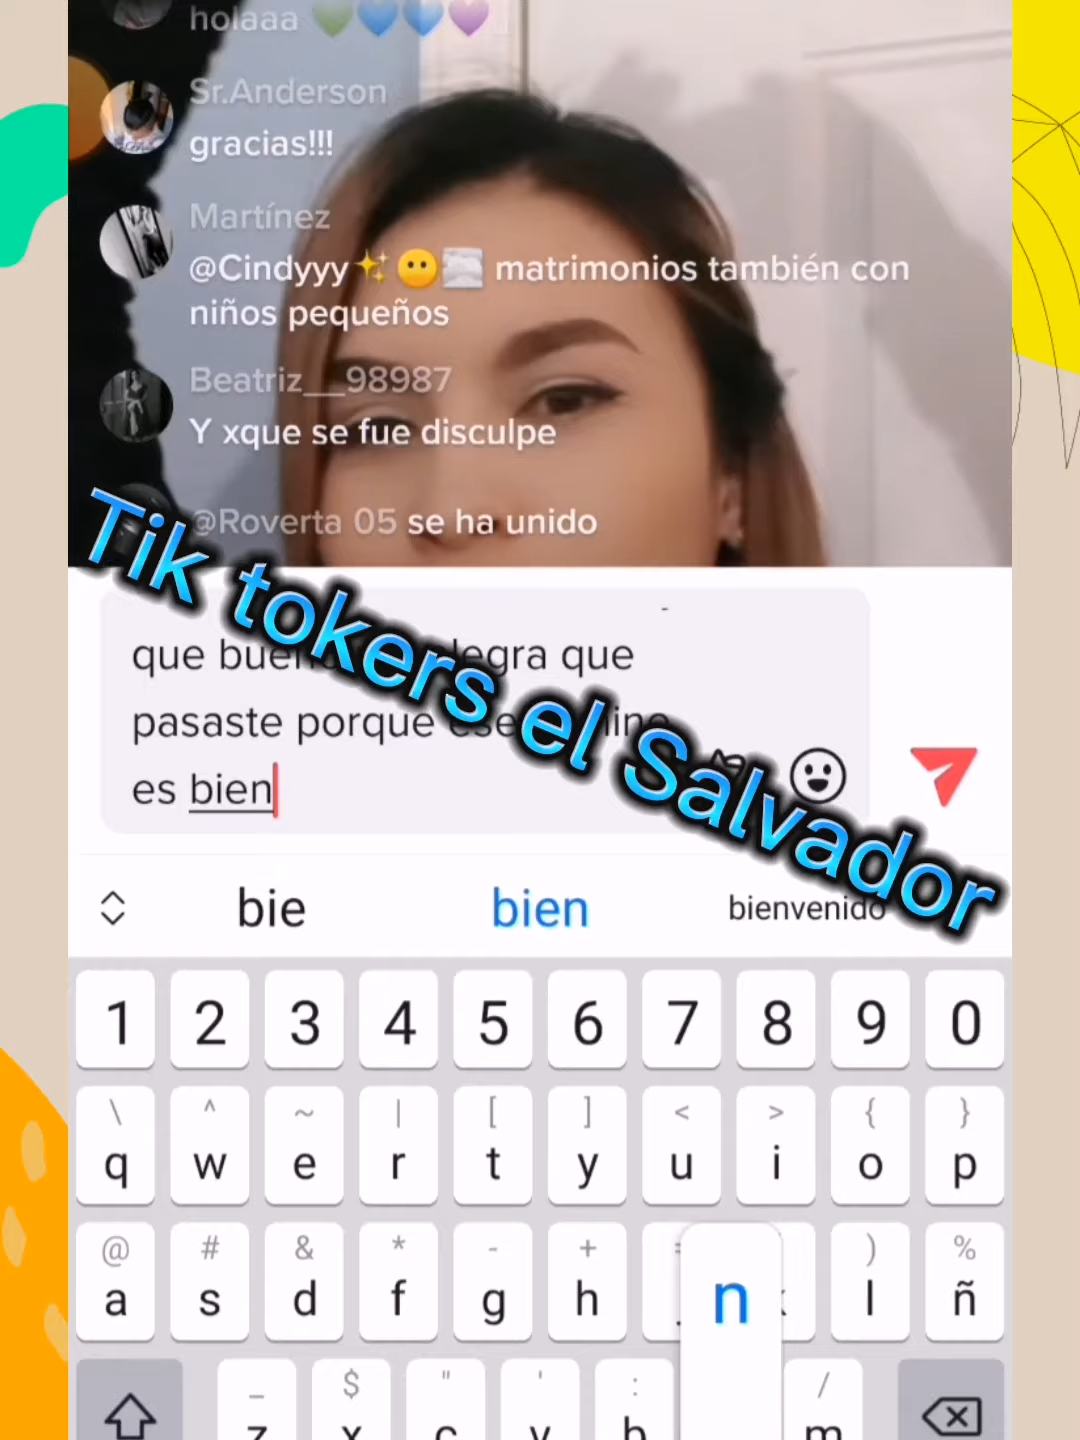 holaaa 💚💙💙💜
Sr.Anderson
gracias!!!
Martínez
@Cindyyy✨😶🌫️ matrimonios también con
niños pequeños
Beatriz__98987
Y xque se fue disculpe
@Roverta 05 se ha unido
Tik tokers el Salvador
que
que
pasaste porque
es bien
bie bien bienvenido
1 2 3 4 5 6 7 8 9 0
\ ^ ~ | [ ] < > { }
q w e r t y u i o p
@ # & * - + ) %
a s d f g h n l ñ
_ $ " ' : /
z x c v b m